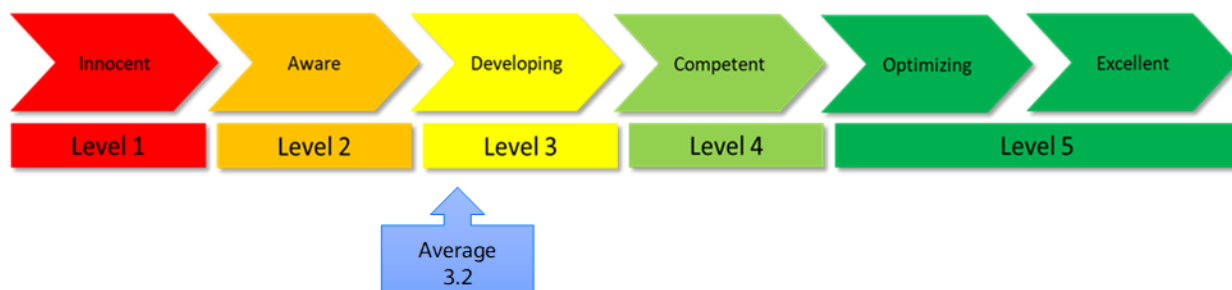 Innocent
Aware
Developing
Competent
Optimizing
Excellent
Level 1
Level 2
Level 3
Level 4
Level 5
Average
3.2